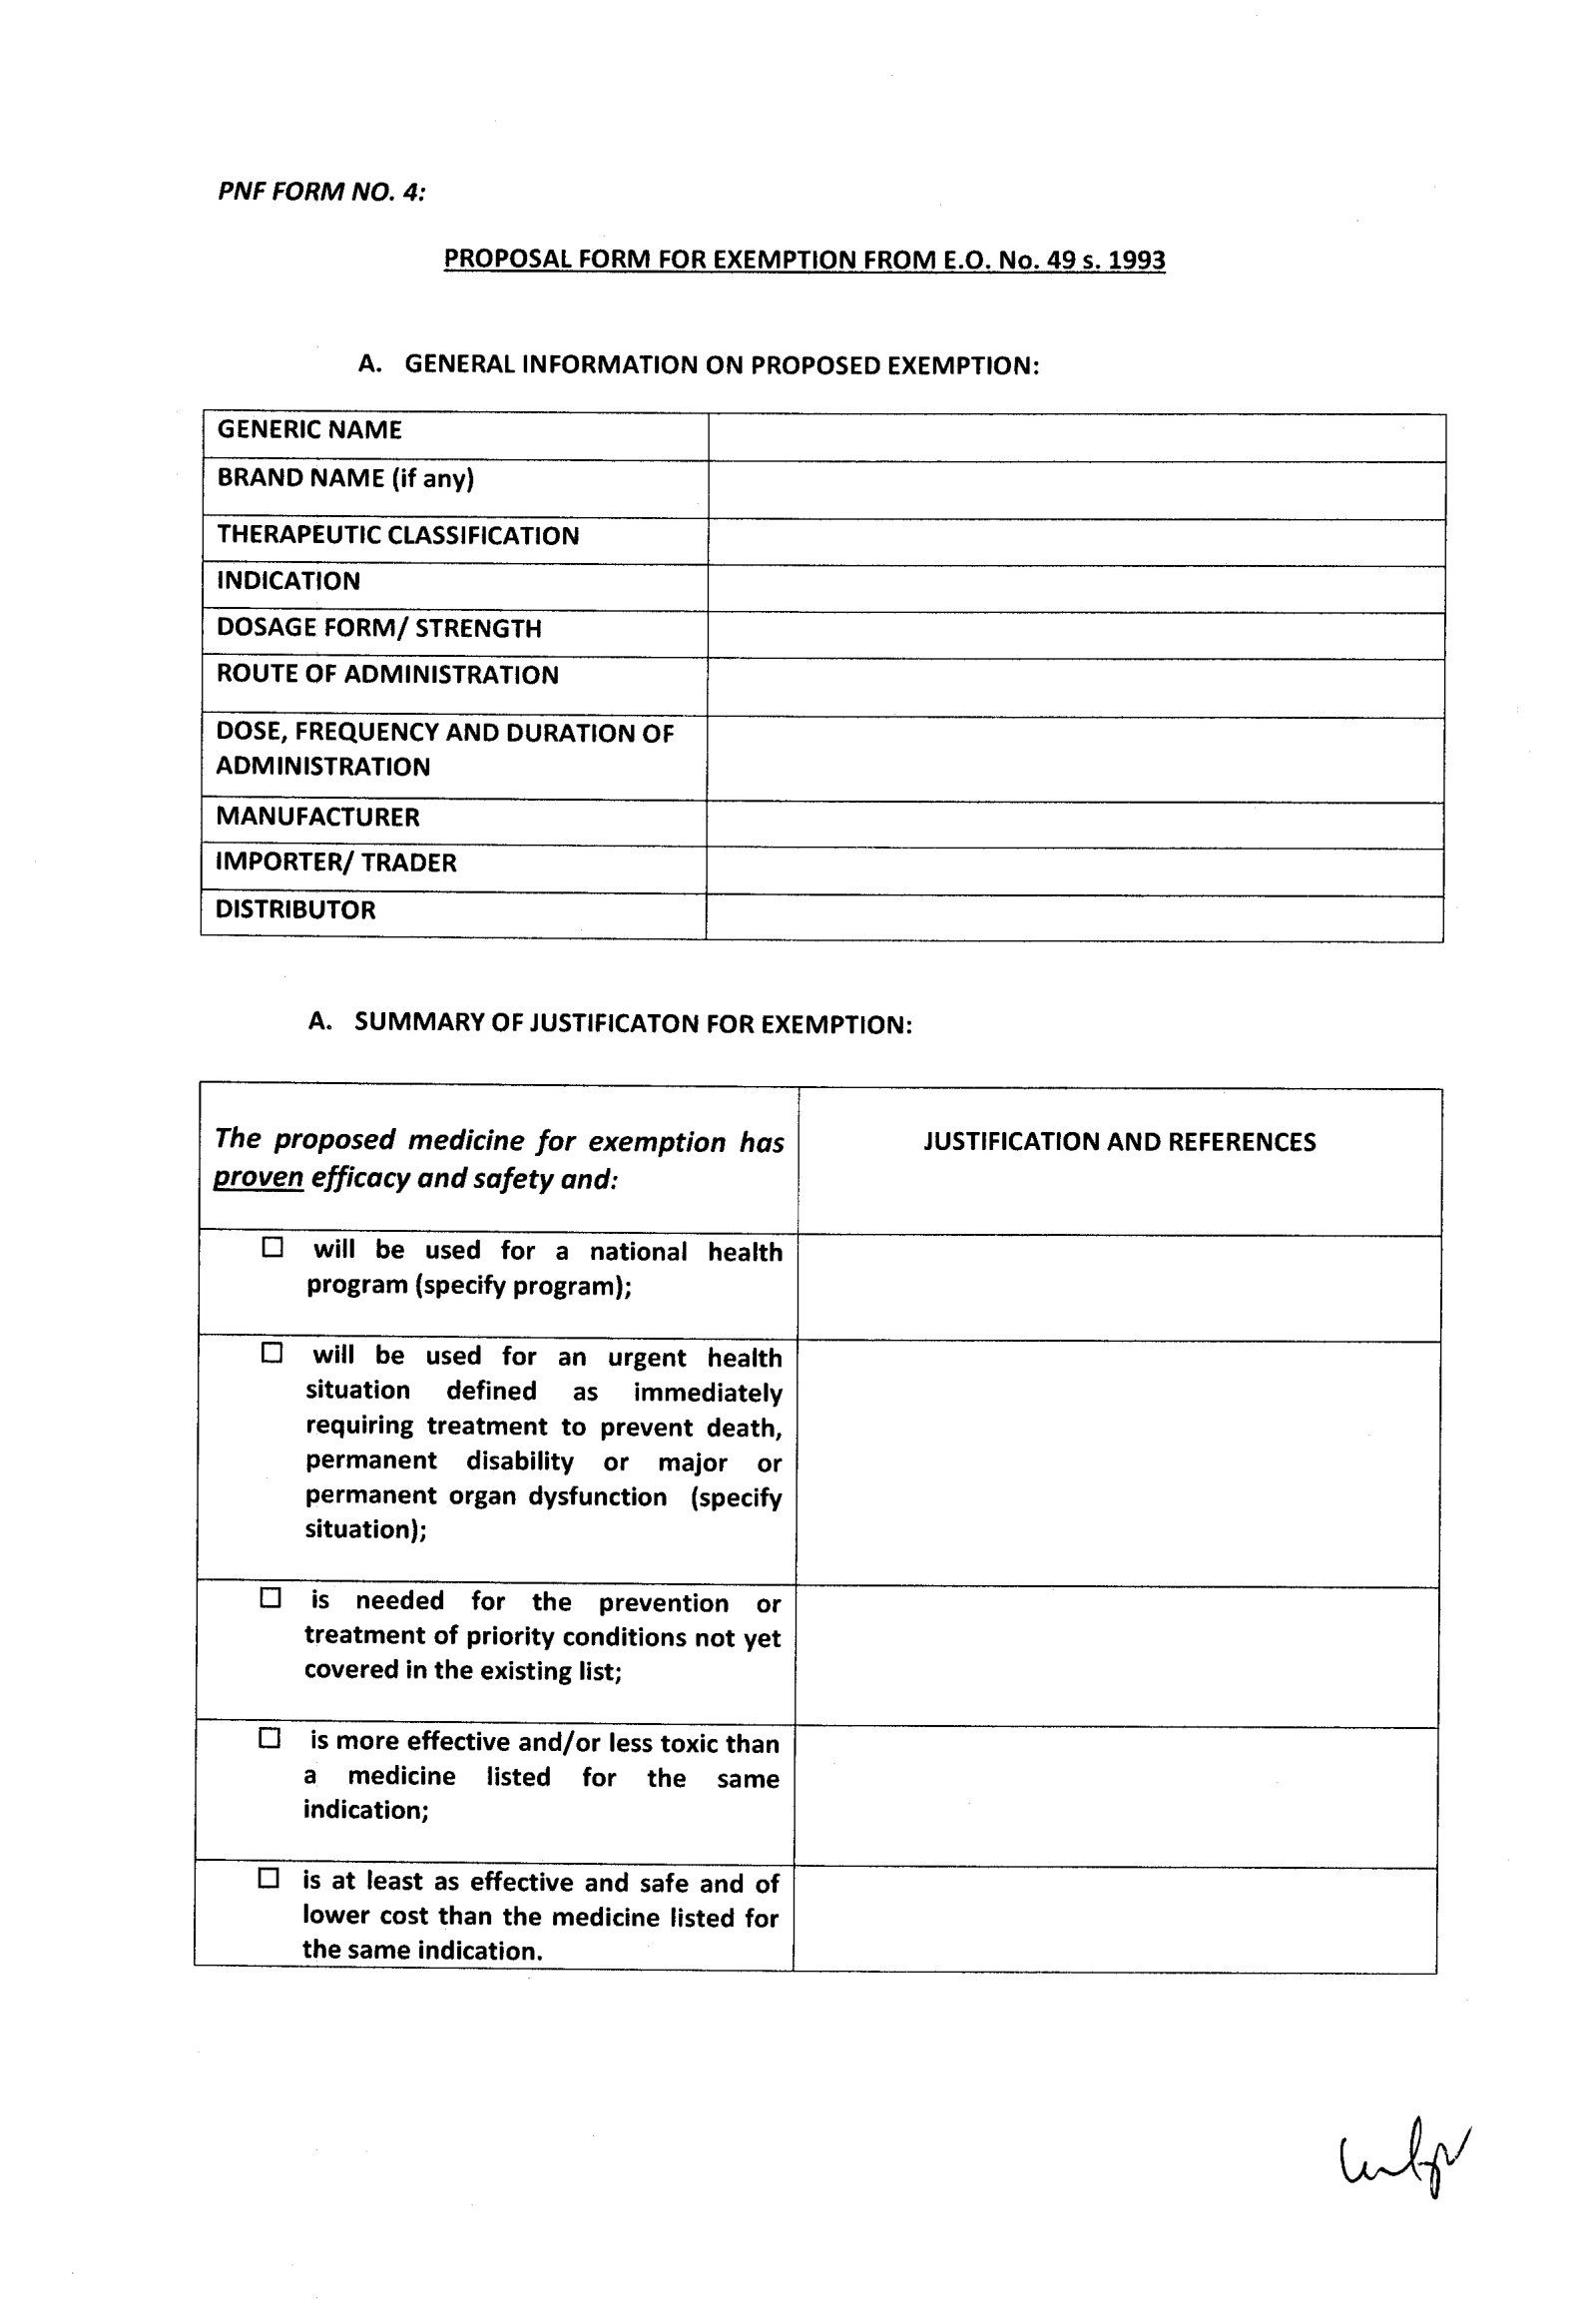 PNF FORM NO. 4:
PROPOSAL FORM FOR EXEMPTION FROM E.O. No. 49 s. 1993
A. GENERAL INFORMATION ON PROPOSED EXEMPTION:
GENERIC NAME
BRAND NAME (if any)
THERAPEUTIC CLASSIFICATION
INDICATION
DOSAGE FORM/ STRENGTH
ROUTE OF ADMINISTRATION
DOSE, FREQUENCY AND DURATION OF
ADMINISTRATION
MANUFACTURER
IMPORTER/ TRADER
DISTRIBUTOR
A. SUMMARY OF JUSTIFICATON FOR EXEMPTION:
The proposed medicine for exemption has
proven efficacy and safety and:
JUSTIFICATION AND REFERENCES
☐ will be used for a national health
program (specify program);
☐ will be used for an urgent health
situation defined as immediately
requiring treatment to prevent death,
permanent disability or major or
permanent organ dysfunction (specify
situation);
☐ is needed for the prevention or
treatment of priority conditions not yet
covered in the existing list;
☐ is more effective and/or less toxic than
a medicine listed for the same
indication;
☐ is at least as effective and safe and of
lower cost than the medicine listed for
the same indication.